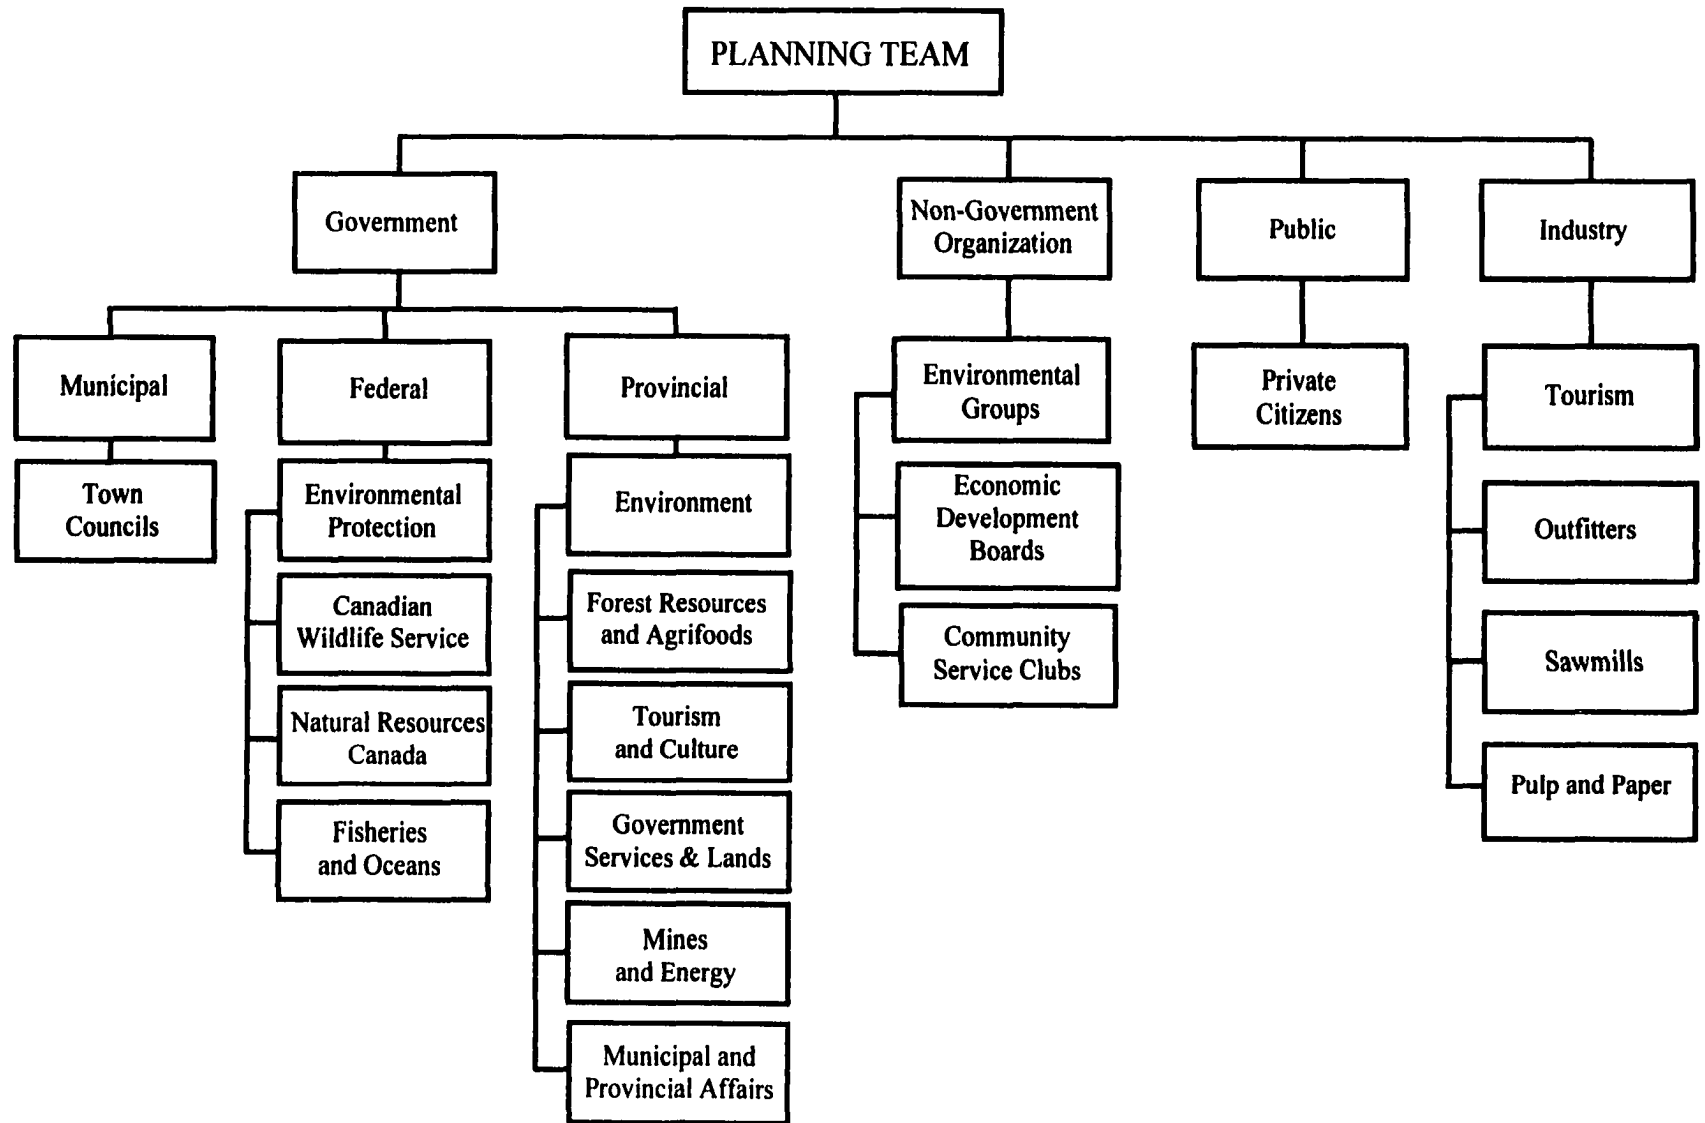 PLANNING TEAM
Government
Non-Government
Organization
Public
Industry
Municipal
Federal
Provincial
Environmental
Groups
Private
Citizens
Tourism
Town
Councils
Environmental
Protection
Environment
Economic
Development
Boards
Outfitters
Canadian
Wildlife Service
Forest Resources
and Agrifoods
Community
Service Clubs
Sawmills
Natural Resources
Canada
Tourism
and Culture
Pulp and Paper
Fisheries
and Oceans
Government
Services & Lands
Mines
and Energy
Municipal and
Provincial Affairs